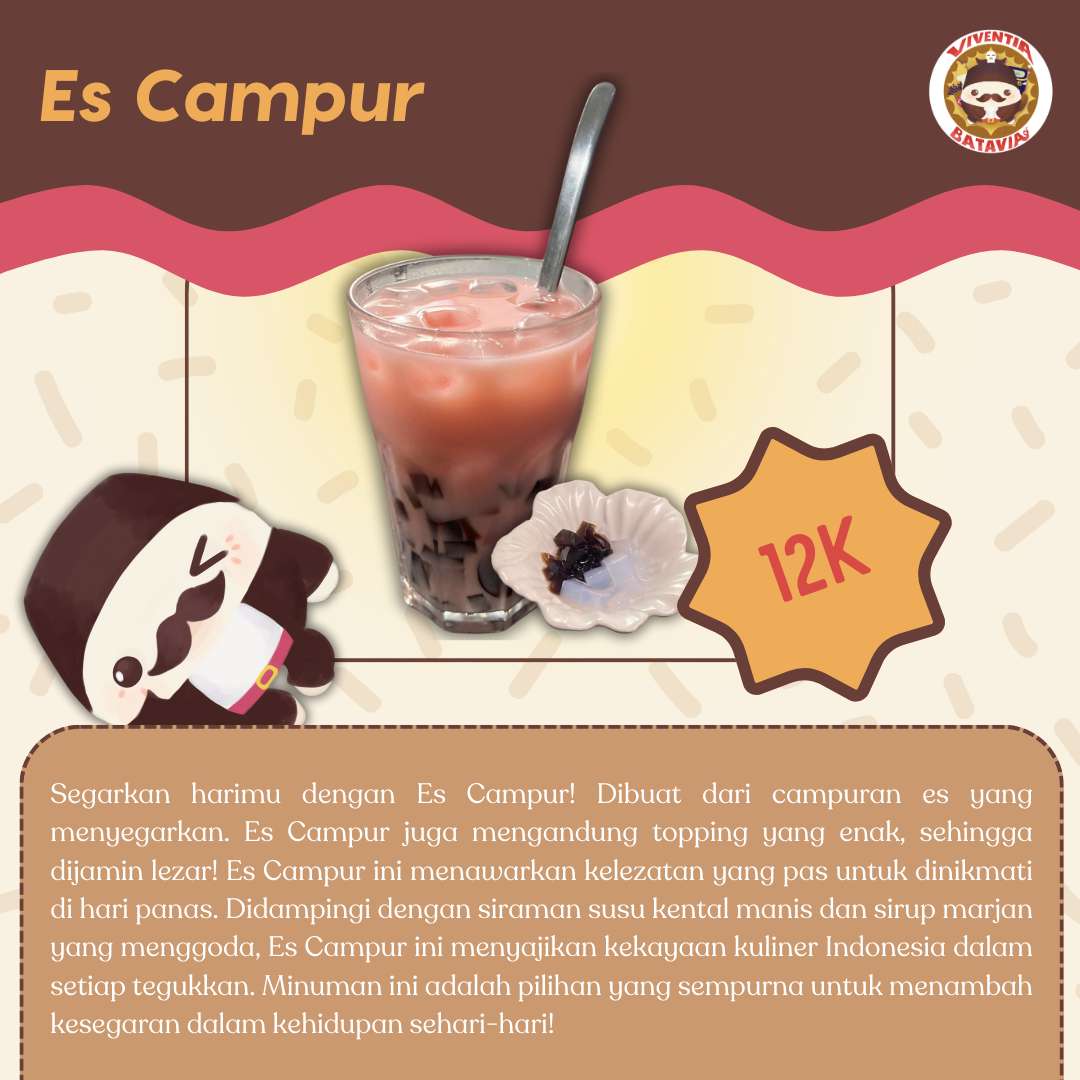 Es Campur
VIVENTIA
BATAVIA
12K
Segarkan harimu dengan Es Campur! Dibuat dari campuran es yang
menyegarkan. Es Campur juga mengandung topping yang enak, sehingga
dijamin lezar! Es Campur ini menawarkan kelezatan yang pas untuk dinikmati
di hari panas. Didampingi dengan siraman susu kental manis dan sirup marjan
yang menggoda, Es Campur ini menyajikan kekayaan kuliner Indonesia dalam
setiap tegukkan. Minuman ini adalah pilihan yang sempurna untuk menambah
kesegaran dalam kehidupan sehari-hari!